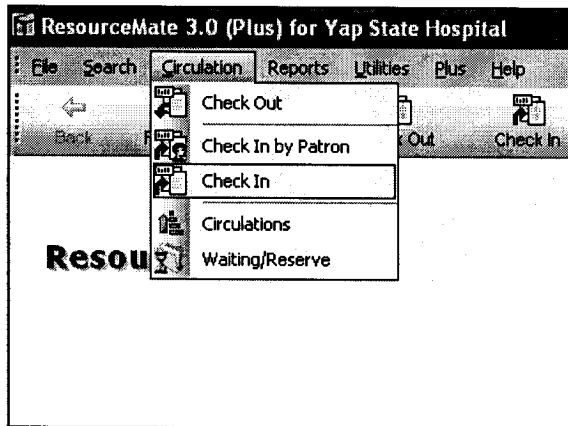 ResourceMate 3.0 (Plus) for Yap State Hospital
File Search Circulation Reports Utilities Plus Help
Check Out
Back
Check In by Patron
Out
Check In
Check In
Circulations
Resou
Waiting/Reserve